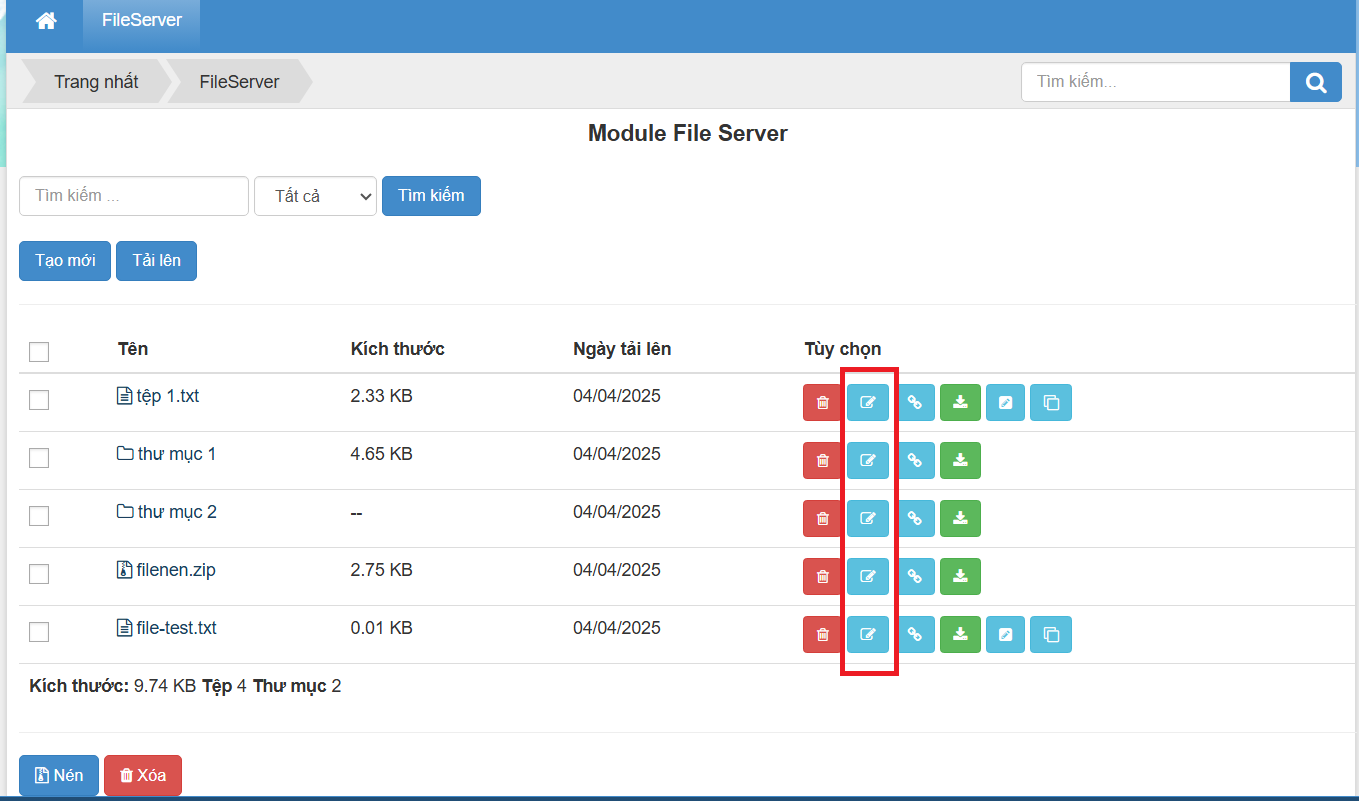 FileServer
Trang nhất FileServer Tìm kiếm...
Module File Server
Tìm kiếm ... Tất cả Tìm kiếm
Tạo mới Tải lên
Tên Kích thước Ngày tải lên Tùy chọn
tệp 1.txt 2.33 KB 04/04/2025
thư mục 1 4.65 KB 04/04/2025
thư mục 2 -- 04/04/2025
filenen.zip 2.75 KB 04/04/2025
file-test.txt 0.01 KB 04/04/2025
Kích thước: 9.74 KB Tệp 4 Thư mục 2
Nén Xóa